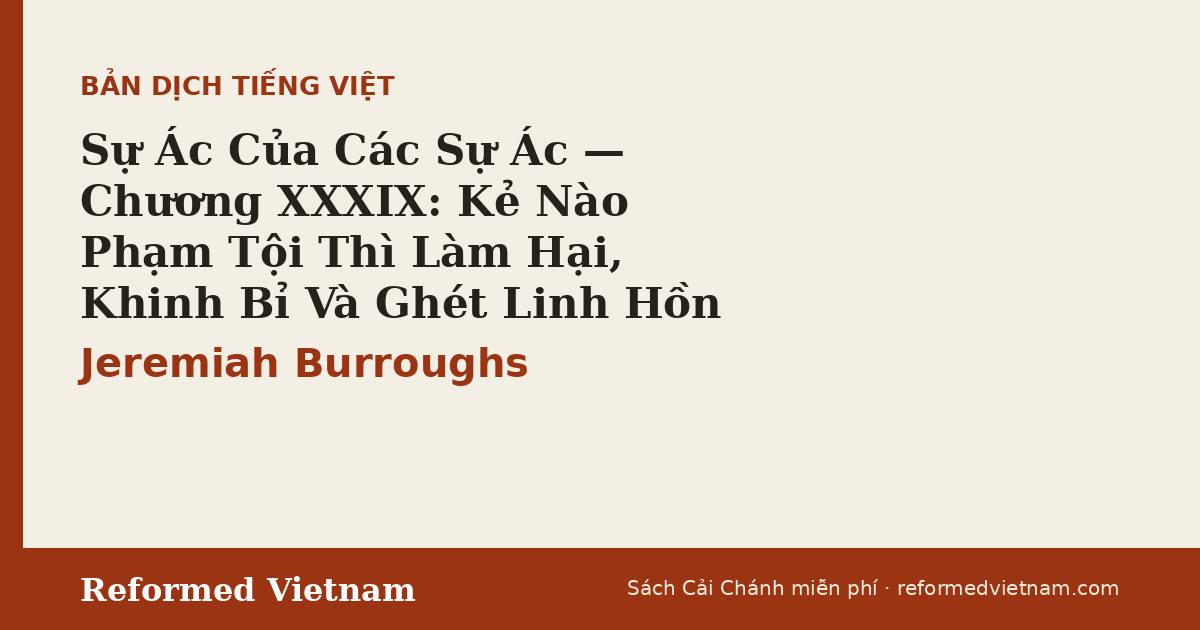 BẢN DỊCH TIẾNG VIỆT
Sự Ác Của Các Sự Ác —
Chương XXXIX: Kẻ Nào
Phạm Tội Thì Làm Hại,
Khinh Bỉ Và Ghét Linh Hồn
Jeremiah Burroughs
Reformed Vietnam
Sách Cải Chánh miễn phí · reformedvietnam.com